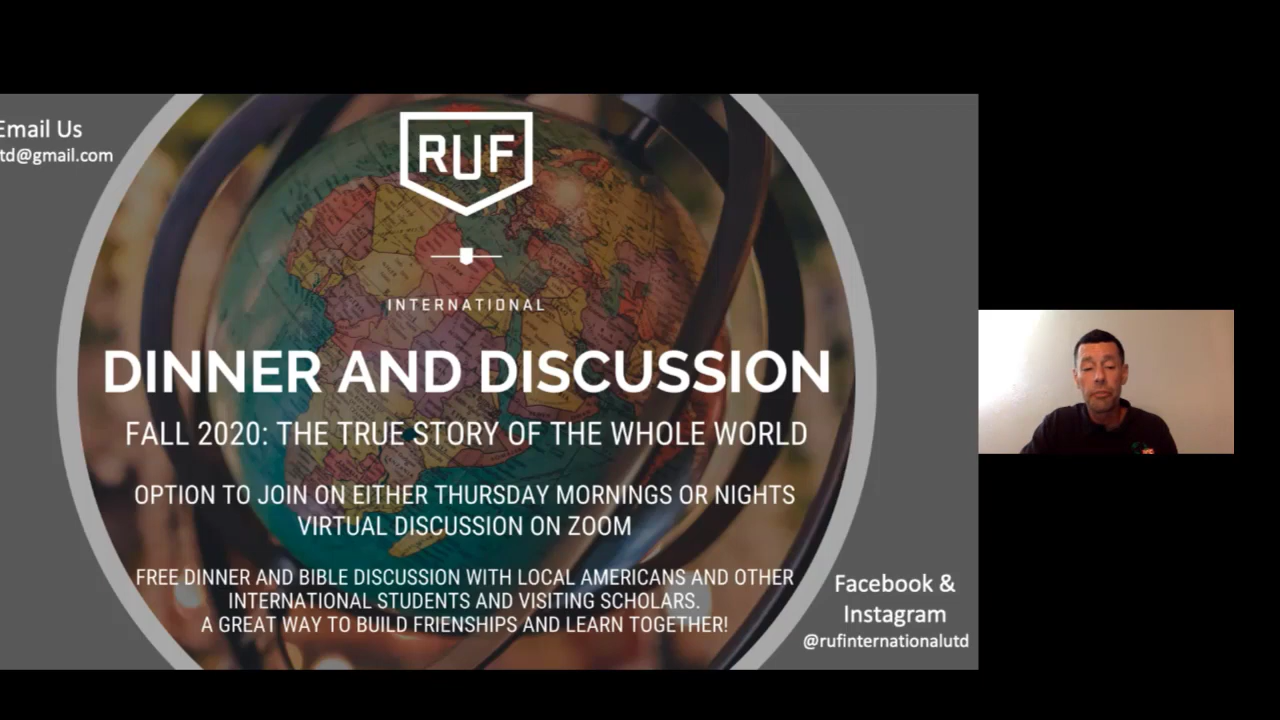 Email Us
td@gmail.com
RUF
INTERNATIONAL
DINNER AND DISCUSSION
FALL 2020: THE TRUE STORY OF THE WHOLE WORLD
OPTION TO JOIN ON EITHER THURSDAY MORNINGS OR NIGHTS
VIRTUAL DISCUSSION ON ZOOM
FREE DINNER AND BIBLE DISCUSSION WITH LOCAL AMERICANS AND OTHER
INTERNATIONAL STUDENTS AND VISITING SCHOLARS.
A GREAT WAY TO BUILD FRIENSHIPS AND LEARN TOGETHER!
Facebook &
Instagram
@rufinternationalutd